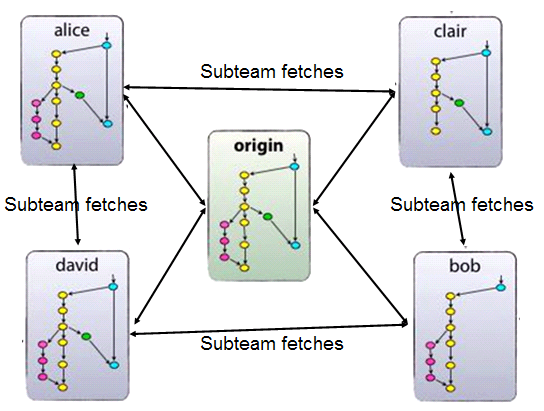 alice
clair
Subteam fetches
origin
Subteam fetches
Subteam fetches
david
bob
Subteam fetches